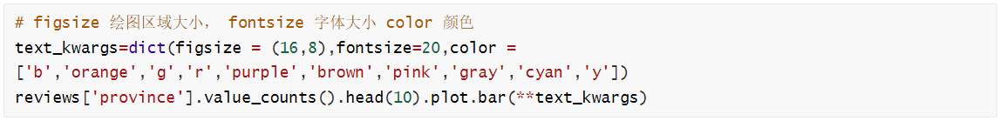 # figsize 绘图区域大小， fontsize 字体大小 color 颜色
text_kwargs=dict(figsize = (16,8),fontsize=20,color =
['b','orange','g','r','purple','brown','pink','gray','cyan','y'])
reviews['province'].value_counts().head(10).plot.bar(**text_kwargs)